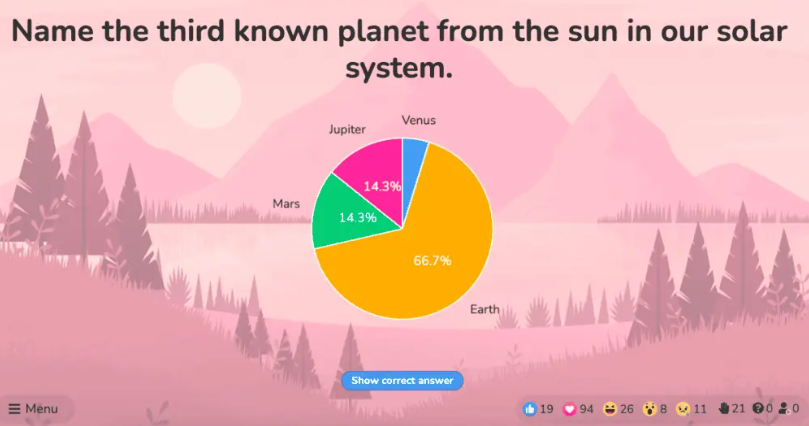 Name the third known planet from the sun in our solar
system.
Venus
Jupiter
14.3%
Mars
14.3%
66.7%
Earth
Show correct answer
Menu
19 94 26 8 11 21 0 0